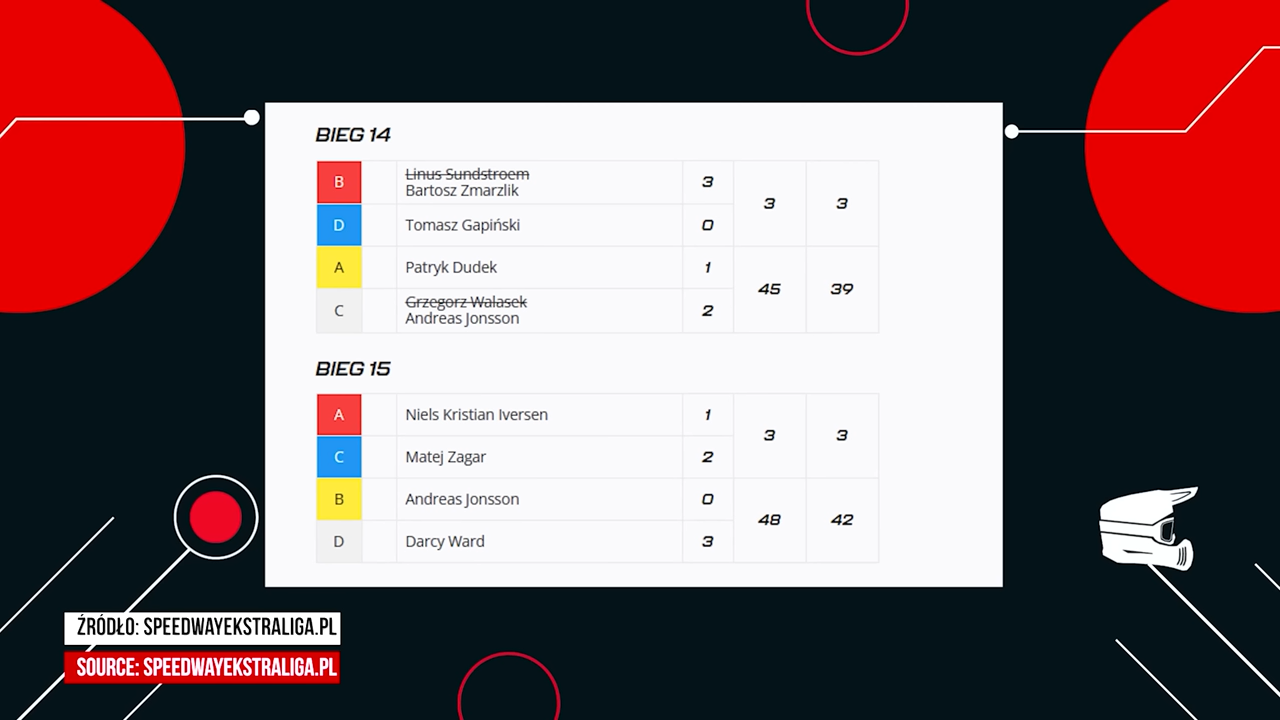 BIEG 14
B Linus Sundstroem 3 3 3
Bartosz Zmarzlik
D Tomasz Gapiński 0
A Patryk Dudek 1 45 39
C Grzegorz Walasek 2
Andreas Jonsson
BIEG 15
A Niels Kristian Iversen 1 3 3
C Matej Zagar 2
B Andreas Jonsson 0 48 42
D Darcy Ward 3
ŹRÓDŁO: SPEEDWAYEKSTRALIGA.PL
SOURCE: SPEEDWAYEKSTRALIGA.PL